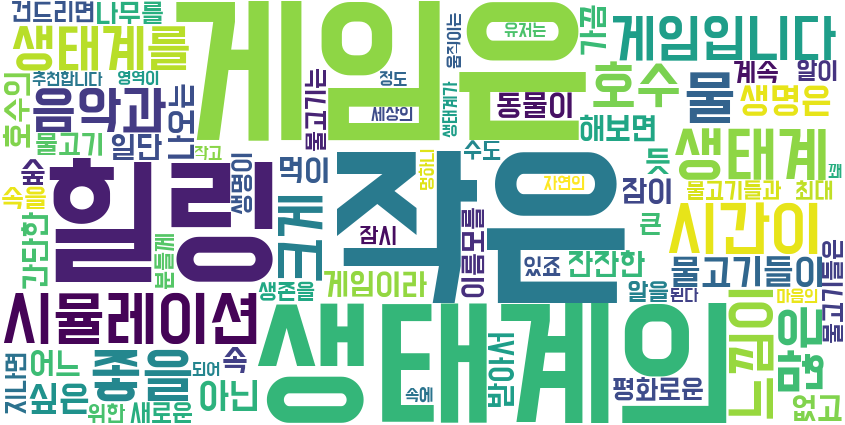 건드리면 나무를
생태계를
게임은
움직이는
유저는
가끔
게임입니다
추천합니다
영역이
정도
호수
물
계속
알이
호수의
음악과
나오는
물고기는
세상의
생태계가
동물이
생명은
물고기
일단
작고
수도
해보면
듯
생태계
꽤
숲
속을
힐링
생명이
먹이
크게
작은
멍하니
자연의
잠이
물고기들과
최대
간단한
분들께
잠시
이름모를
큰
시간이
있죠
잔잔한
물고기들이
물고기들은
생존을
게임이라
알을
된다
마음의
시뮬레이션
생태계의
느낌이
함현
지나면
어느
좋을
되어
속
받아서
싶은
위한
새로운
아닌
속에
평화로운
없고